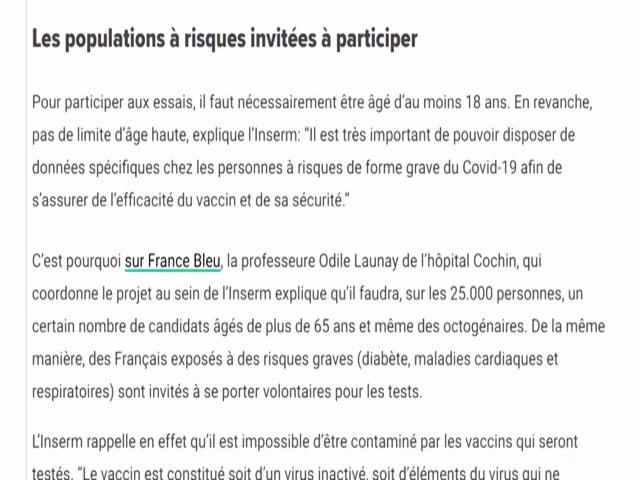 Les populations à risques invitées à participer
Pour participer aux essais, il faut nécessairement être âgé d’au moins 18 ans. En revanche,
pas de limite d’âge haute, explique l’Inserm: “Il est très important de pouvoir disposer de
données spécifiques chez les personnes à risques de forme grave du Covid-19 afin de
s’assurer de l’efficacité du vaccin et de sa sécurité.”
C’est pourquoi sur France Bleu, la professeure Odile Launay de l’hôpital Cochin, qui
coordonne le projet au sein de l’Inserm explique qu’il faudra, sur les 25.000 personnes, un
certain nombre de candidats âgés de plus de 65 ans et même des octogénaires. De la même
manière, des Français exposés à des risques graves (diabète, maladies cardiaques et
respiratoires) sont invités à se porter volontaires pour les tests.
L’Inserm rappelle en effet qu’il est impossible d’être contaminé par les vaccins qui seront
testés. “Le vaccin est constitué soit d’un virus inactivé, soit d’éléments du virus qui ne